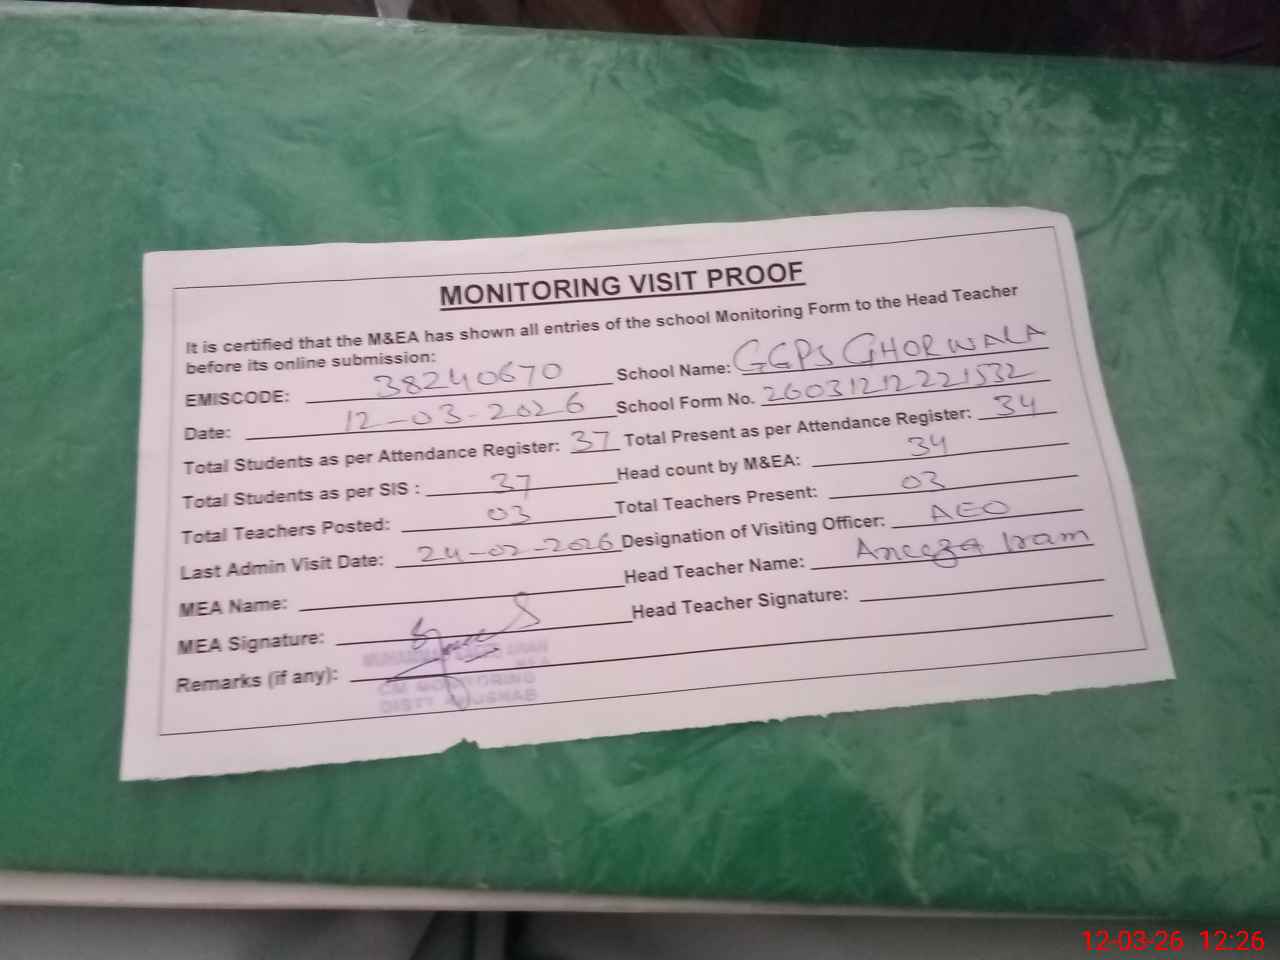 MONITORING VISIT PROOF
It is certified that the M&EA has shown all entries of the school Monitoring Form to the Head Teacher
before its online submission:
EMISCODE: 38240670 School Name: GGPS GHORWALA
Date: 12-03-2026 School Form No. 26031212221532
Total Students as per Attendance Register: 37 Total Present as per Attendance Register: 34
Total Students as per SIS : 37 Head count by M&EA: 34
Total Teachers Posted: 03 Total Teachers Present: 03
Last Admin Visit Date: 24-02-2026 Designation of Visiting Officer: AEO
MEA Name: Head Teacher Name: Aneeza Iram
MEA Signature: Head Teacher Signature:
Remarks (if any):
MEA
CM MONITORING
DISTT KHUSHAB
12-03-26 12:26